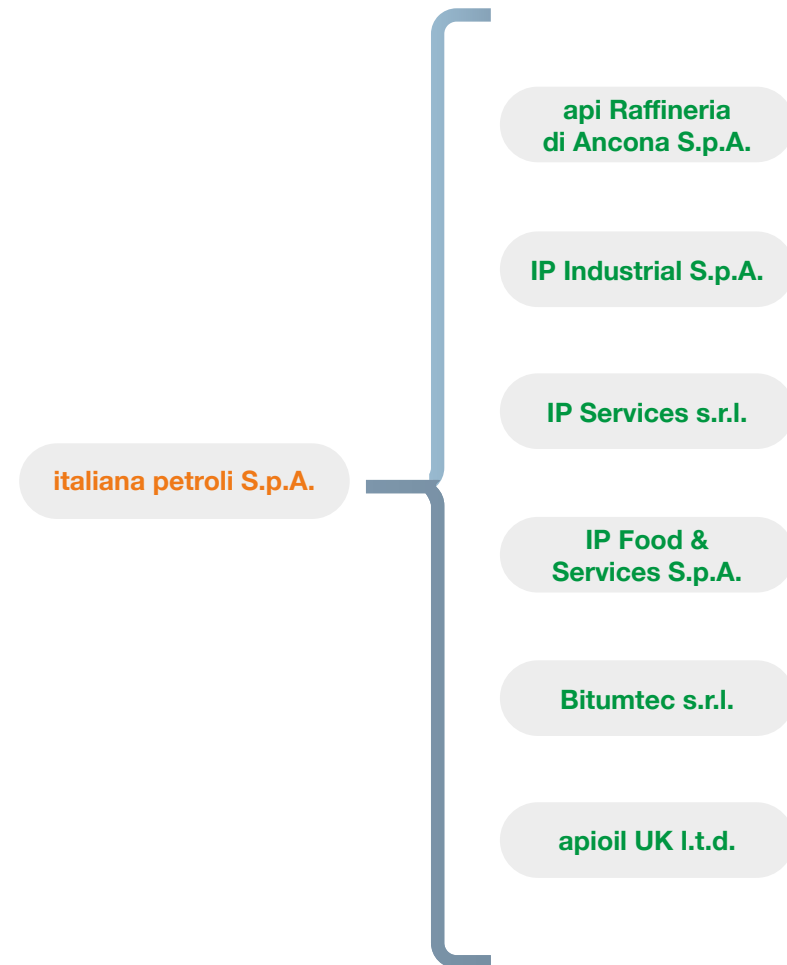 api Raffineria
di Ancona S.p.A.
IP Industrial S.p.A.
IP Services s.r.l.
italiana petroli S.p.A.
IP Food &
Services S.p.A.
Bitumtec s.r.l.
apioil UK l.t.d.